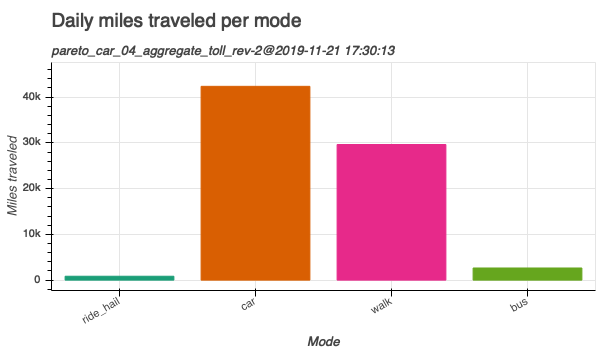 Daily miles traveled per mode
pareto_car_04_aggregate_toll_rev-2@2019-11-21 17:30:13
Miles traveled
40k
30k
20k
10k
0
ride_hail
car
walk
bus
Mode